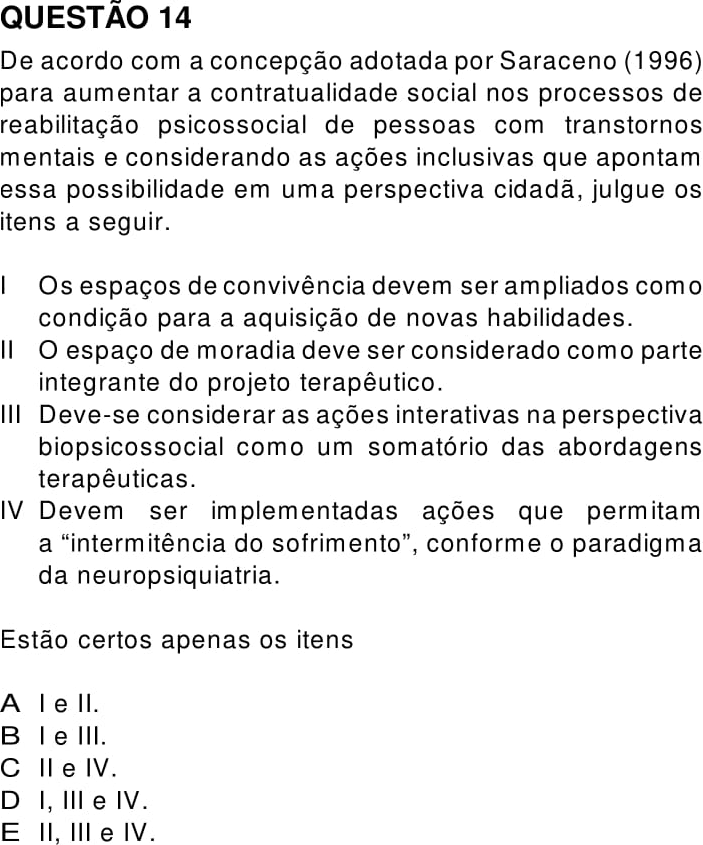 QUESTÃO 14
De acordo com a concepção adotada por Saraceno (1996)
para aumentar a contratualidade social nos processos de
reabilitação psicossocial de pessoas com transtornos
mentais e considerando as ações inclusivas que apontam
essa possibilidade em uma perspectiva cidadã, julgue os
itens a seguir.
I Os espaços de convivência devem ser ampliados como
condição para a aquisição de novas habilidades.
II O espaço de moradia deve ser considerado como parte
integrante do projeto terapêutico.
III Deve-se considerar as ações interativas na perspectiva
biopsicossocial como um somatório das abordagens
terapêuticas.
IV Devem ser implementadas ações que permitam
a “intermitência do sofrimento”, conforme o paradigma
da neuropsiquiatria.
Estão certos apenas os itens
A I e II.
B I e III.
C II e IV.
D I, III e IV.
E II, III e IV.